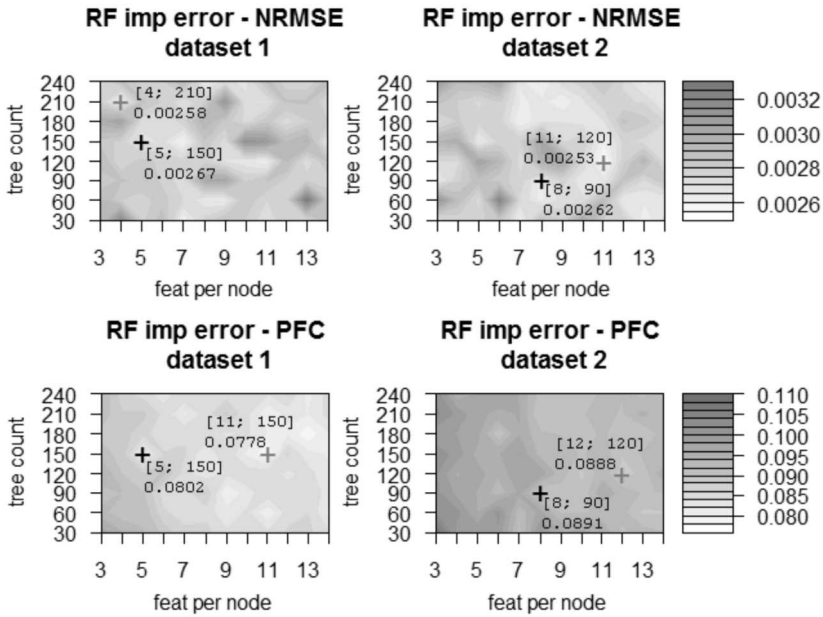 RF imp error - NRMSE
dataset 1
RF imp error - NRMSE
dataset 2
tree count
240
210
180
150
120
90
60
30
[4; 210]
0.00258
[5; 150]
0.00267
3 5 7 9 11 13
feat per node
tree count
240
210
180
150
120
90
60
30
[11; 120]
0.00253
[8; 90]
0.00262
3 5 7 9 11 13
feat per node
0.0032
0.0030
0.0028
0.0026
RF imp error - PFC
dataset 1
RF imp error - PFC
dataset 2
tree count
240
210
180
150
120
90
60
30
[11; 150]
0.0778
[5; 150]
0.0802
3 5 7 9 11 13
feat per node
tree count
240
210
180
150
120
90
60
30
[12; 120]
0.0888
[8; 90]
0.0891
3 5 7 9 11 13
feat per node
0.110
0.105
0.100
0.095
0.090
0.085
0.080